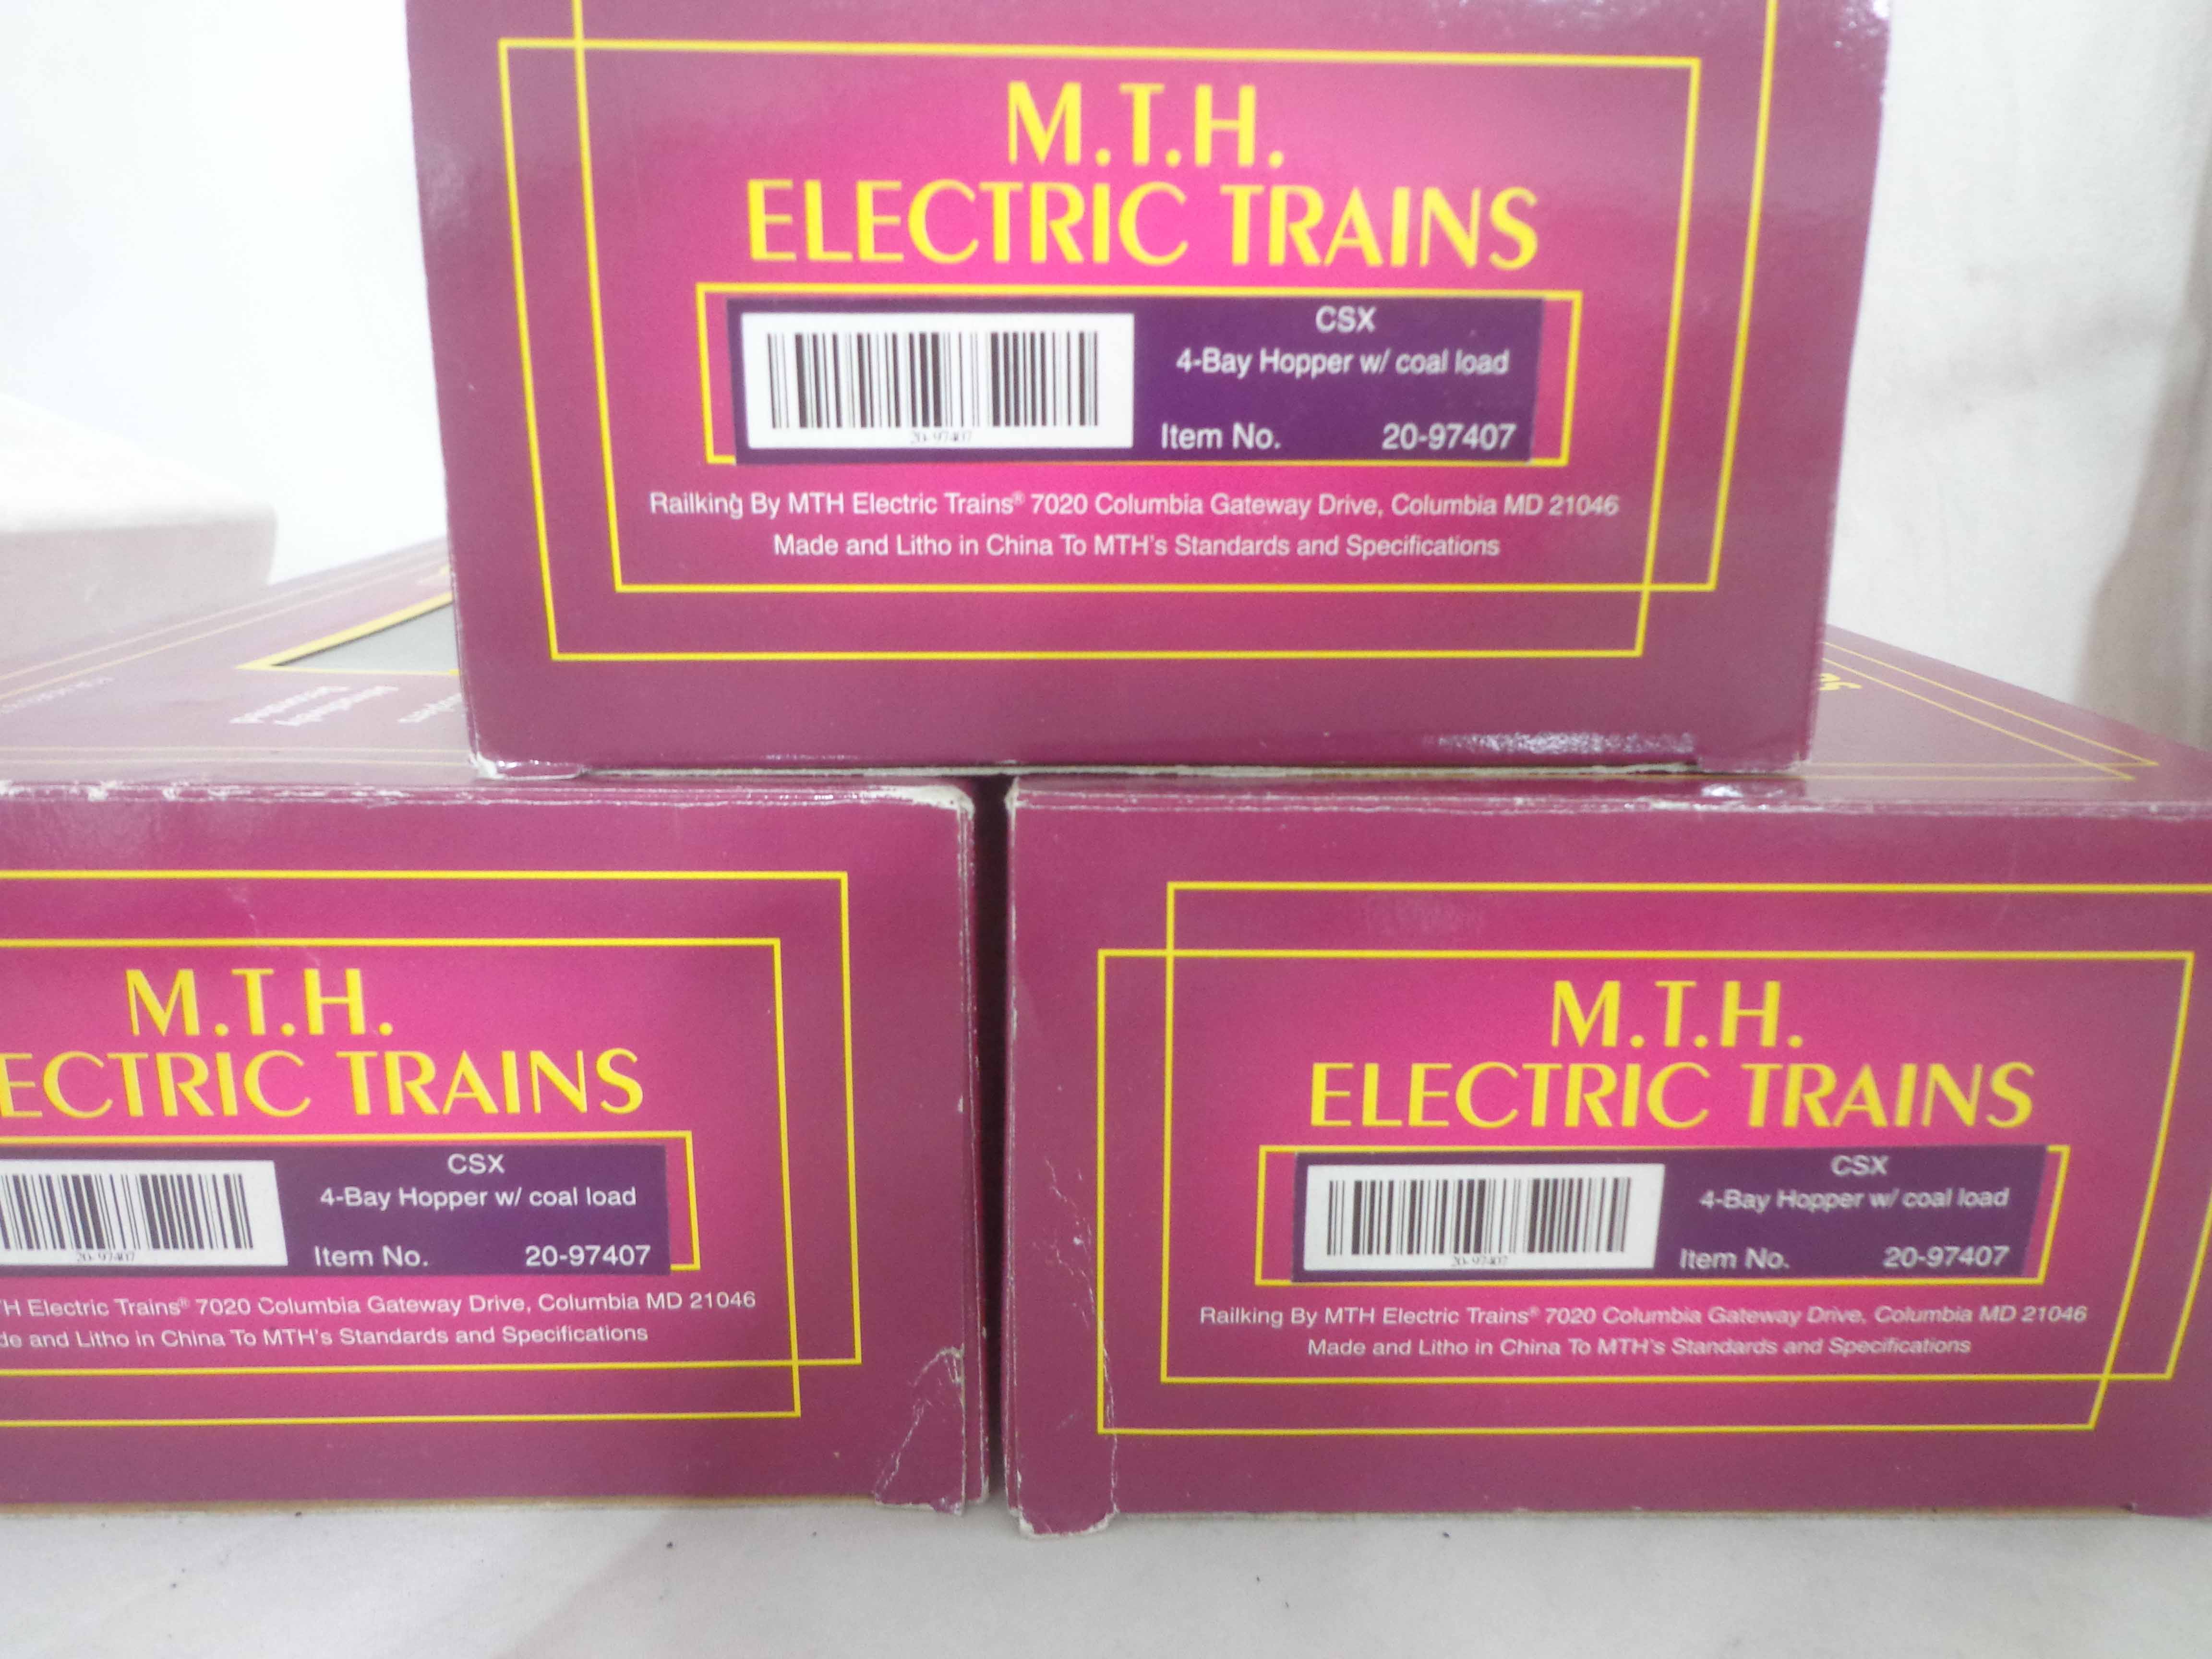 M.T.H.
ELECTRIC TRAINS
CSX
4-Bay Hopper w/ coal load
20-97407
Item No. 20-97407
Railking By MTH Electric Trains® 7020 Columbia Gateway Drive, Columbia MD 21046
Made and Litho in China To MTH's Standards and Specifications
M.T.H.
ECTRIC TRAINS
CSX
4-Bay Hopper w/ coal load
20-97407
Item No. 20-97407
H Electric Trains® 7020 Columbia Gateway Drive, Columbia MD 21046
de and Litho in China To MTH's Standards and Specifications
M.T.H.
ELECTRIC TRAINS
CSX
4-Bay Hopper w/ coal load
20-97407
Item No. 20-97407
Railking By MTH Electric Trains® 7020 Columbia Gateway Drive, Columbia MD 21046
Made and Litho in China To MTH's Standards and Specifications